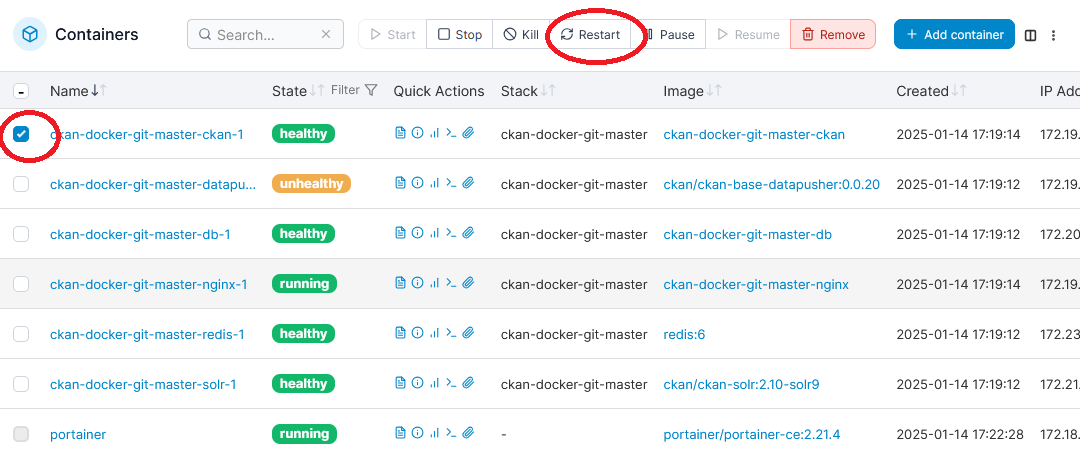 Containers Search... Start Stop Kill Restart Pause Resume Remove + Add container
Name State Filter Quick Actions Stack Image Created IP Add
ckan-docker-git-master-ckan-1 healthy ckan-docker-git-master ckan-docker-git-master-ckan 2025-01-14 17:19:14 172.19.
ckan-docker-git-master-datapu... unhealthy ckan-docker-git-master ckan/ckan-base-datapusher:0.0.20 2025-01-14 17:19:12 172.19.
ckan-docker-git-master-db-1 healthy ckan-docker-git-master ckan-docker-git-master-db 2025-01-14 17:19:12 172.20
ckan-docker-git-master-nginx-1 running ckan-docker-git-master ckan-docker-git-master-nginx 2025-01-14 17:19:14 172.19.
ckan-docker-git-master-redis-1 healthy ckan-docker-git-master redis:6 2025-01-14 17:19:12 172.23
ckan-docker-git-master-solr-1 healthy ckan-docker-git-master ckan/ckan-solr:2.10-solr9 2025-01-14 17:19:12 172.21.
portainer running - portainer/portainer-ce:2.21.4 2025-01-14 17:22:28 172.18.